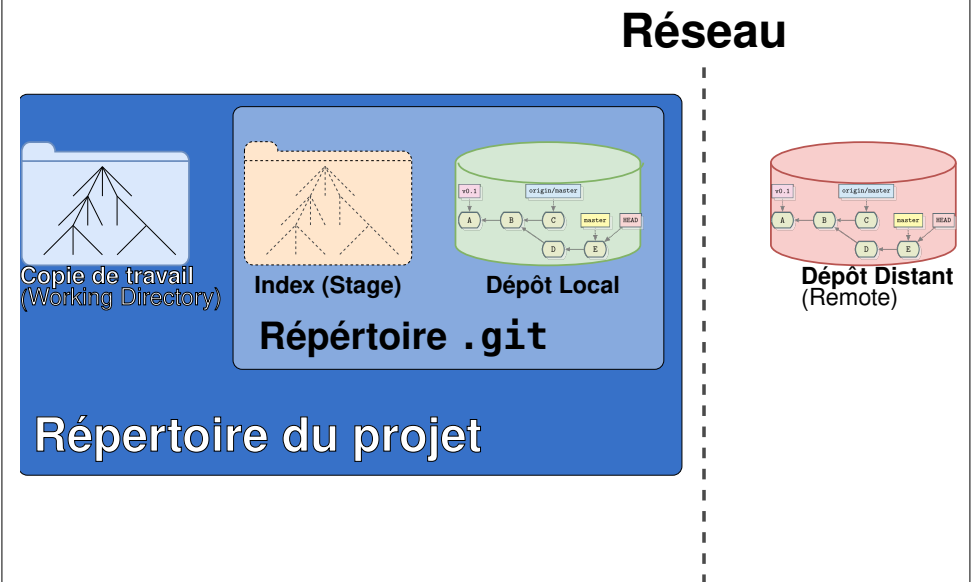 Réseau
v0.1
origin/master
A
B
C
master
HEAD
D
E
v0.1
origin/master
A
B
C
master
HEAD
D
E
Copie de travail
(Working Directory)
Index (Stage)
Dépôt Local
Dépôt Distant
(Remote)
Répértoire .git
Répertoire du projet